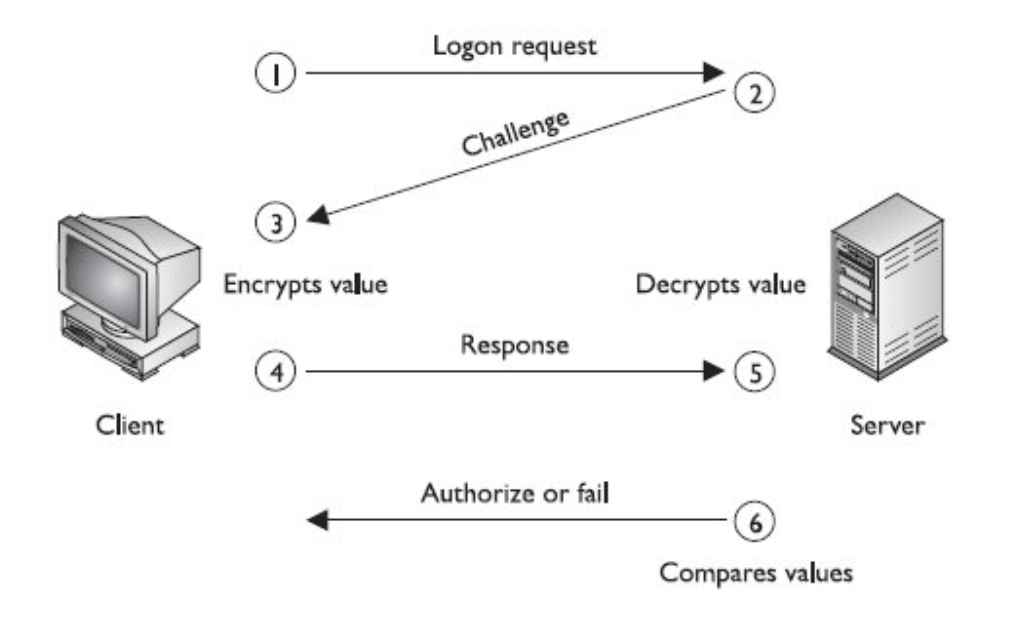 Logon request
1
2
Challenge
3
Encrypts value
Decrypts value
Response
4
5
Client
Server
Authorize or fail
6
Compares values